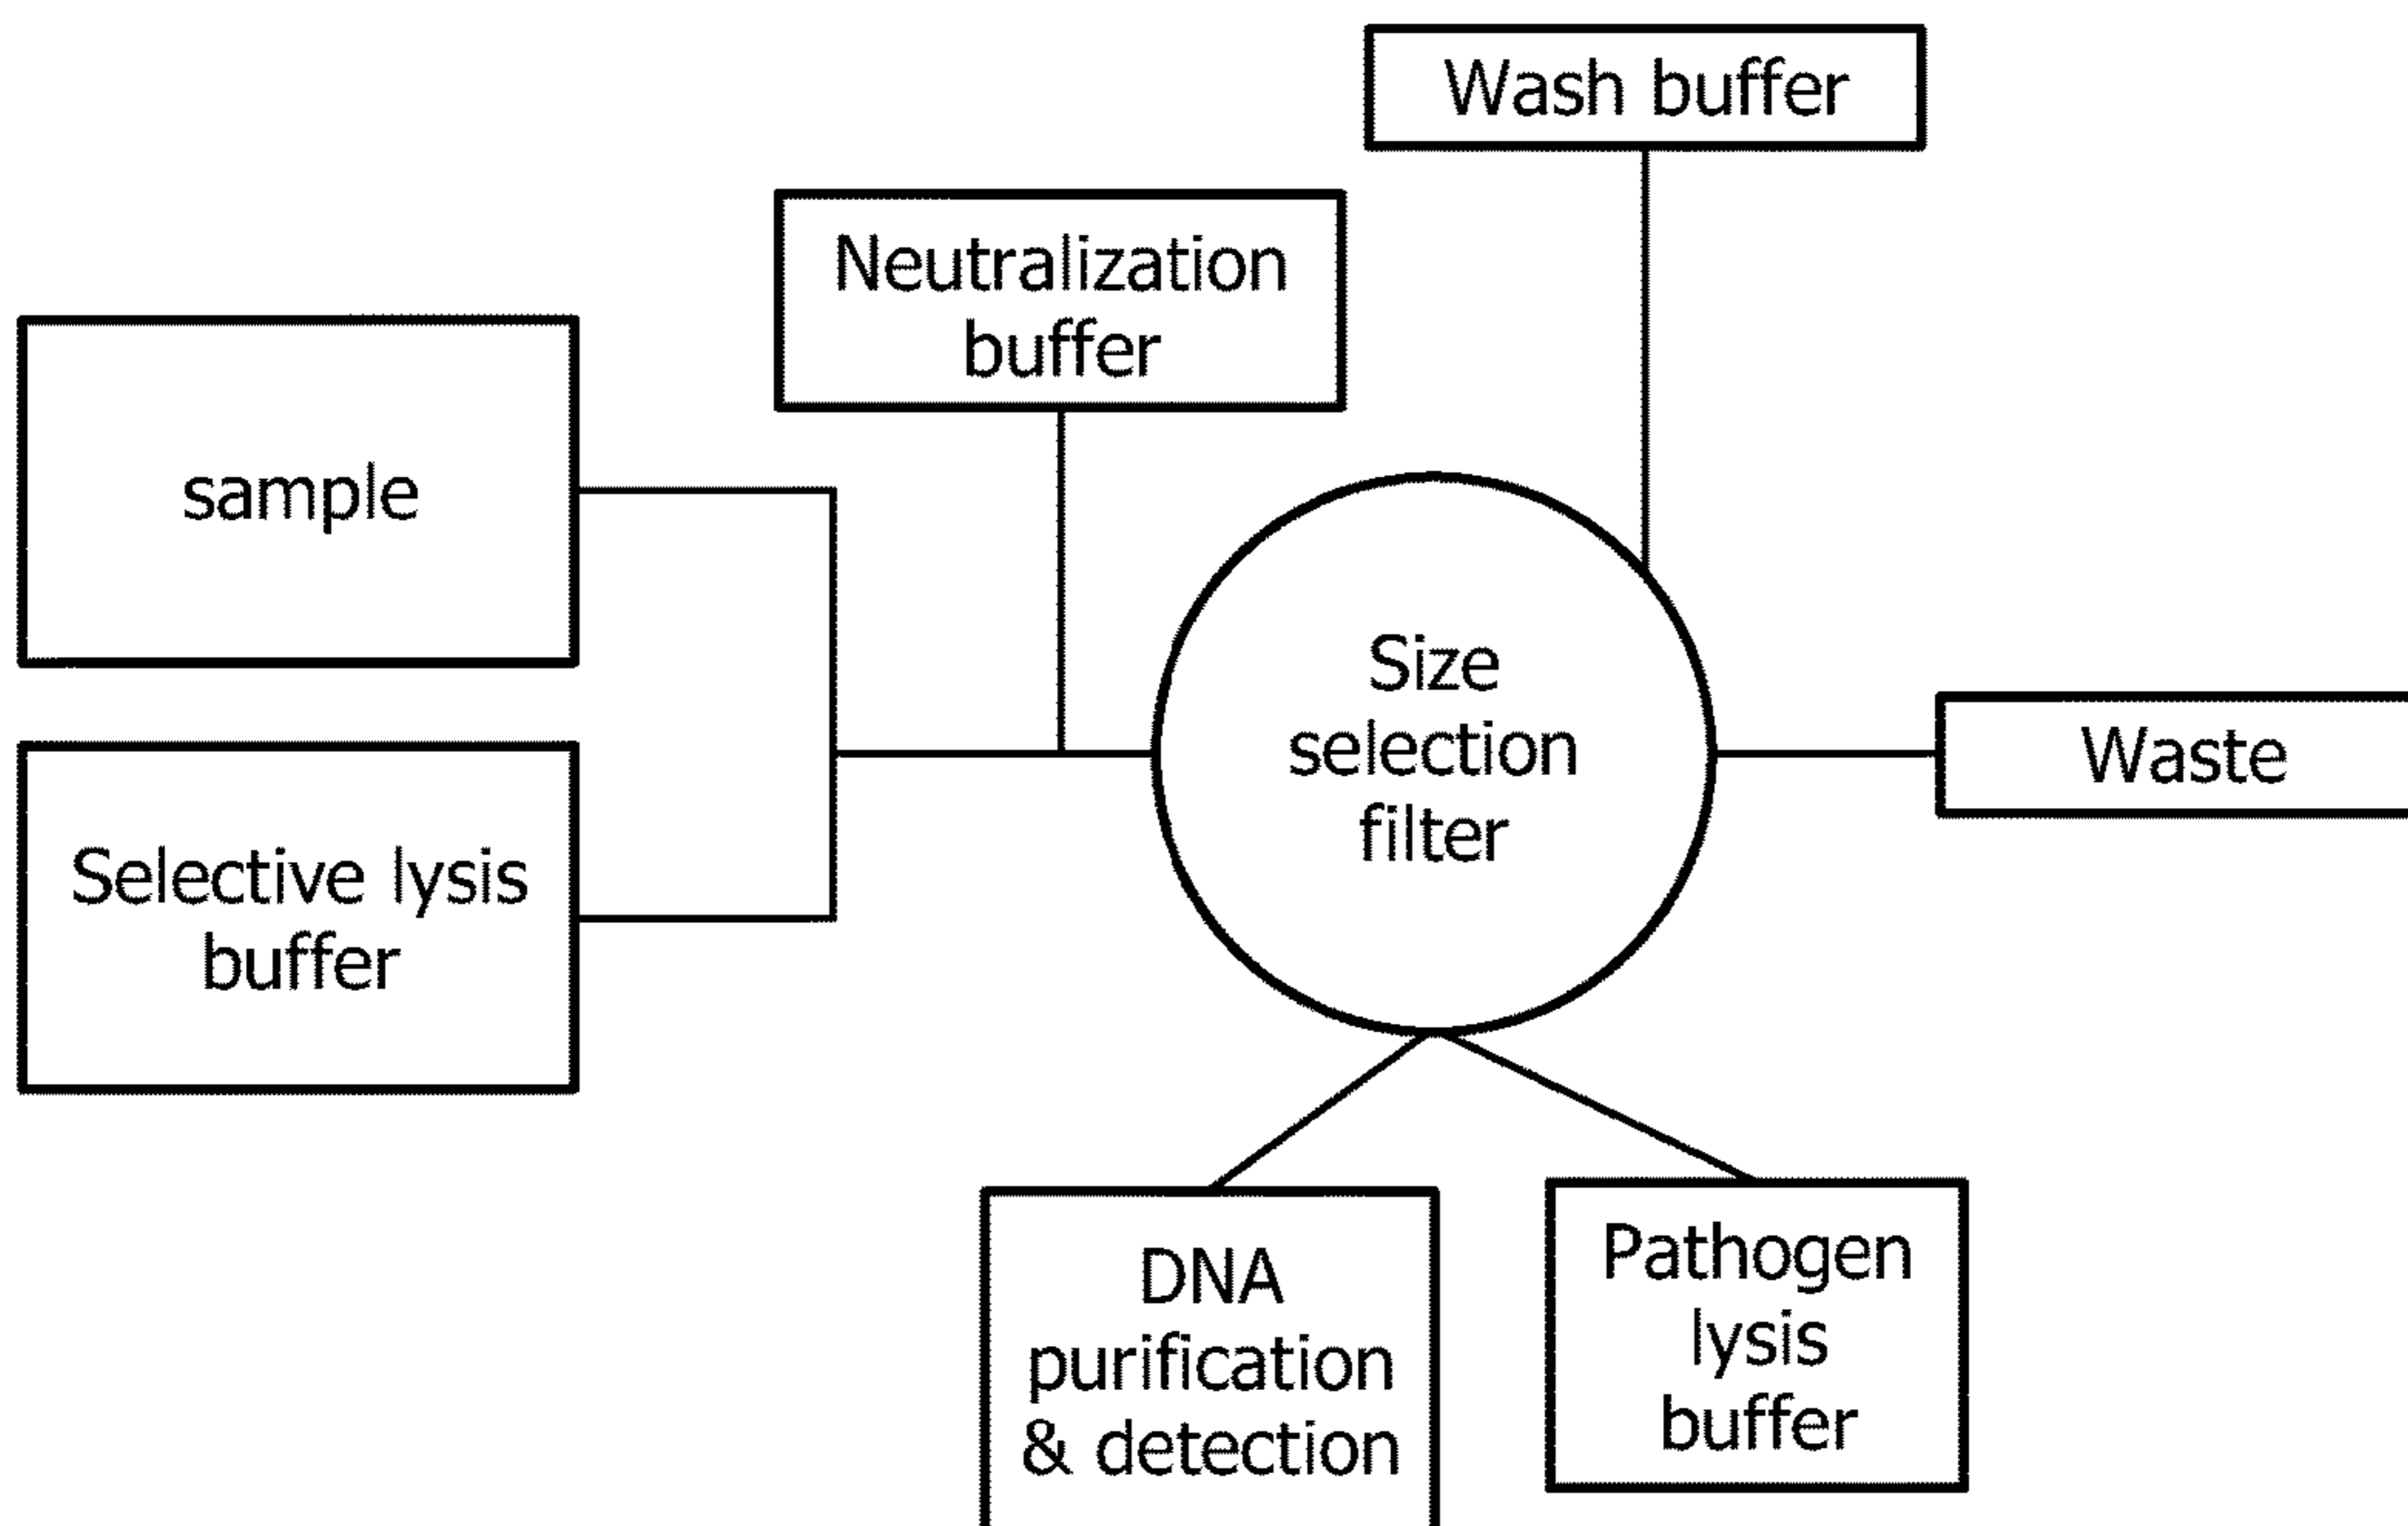 Wash buffer
Neutralization
buffer
sample
Size
selection
filter
Waste
Selective lysis
buffer
DNA
purification
& detection
Pathogen
lysis
buffer